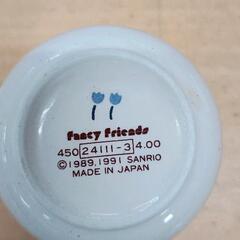 Fancy Friends
450 24111-3 4.00
©1989.1991 SANRIO
MADE IN JAPAN